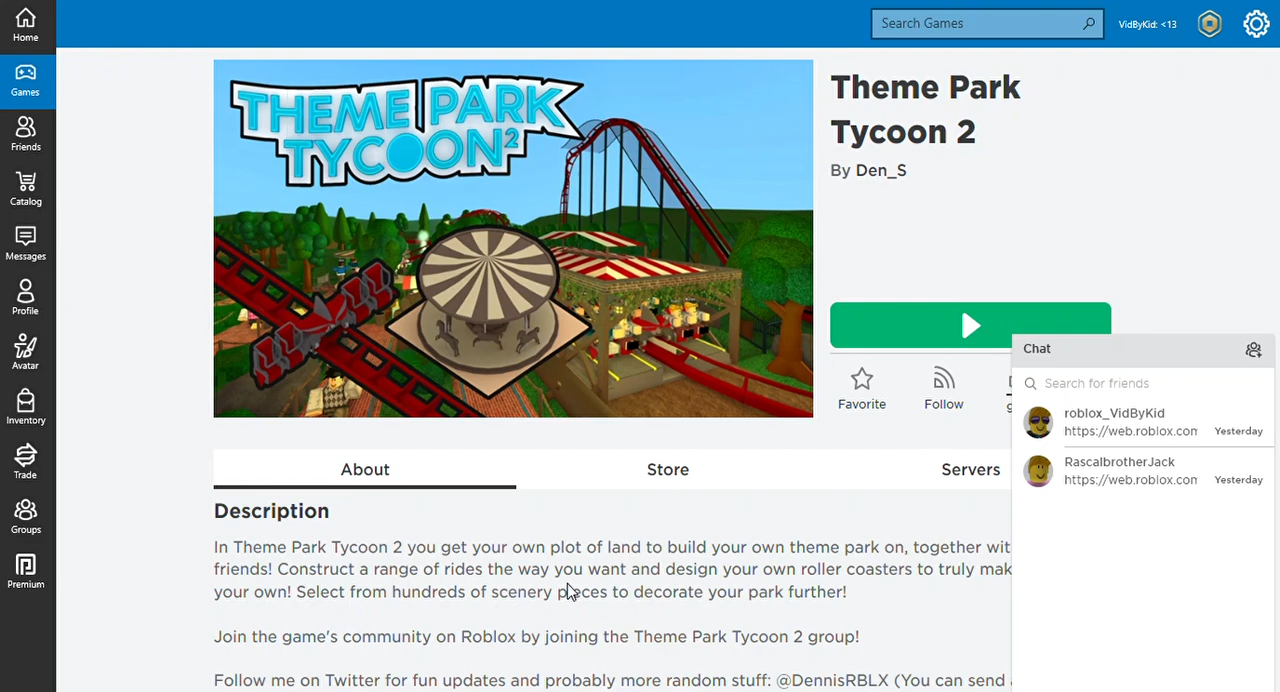 Home
Games
Friends
Catalog
Messages
Profile
Avatar
Inventory
Trade
Groups
Premium
Search Games
VidByKid: <13
THEME PARK
TYCOON 2
Theme Park
Tycoon 2
By Den_S
Favorite
Follow
About
Store
Servers
Description
In Theme Park Tycoon 2 you get your own plot of land to build your own theme park on, together wit
friends! Construct a range of rides the way you want and design your own roller coasters to truly mak
your own! Select from hundreds of scenery pieces to decorate your park further!
Join the game's community on Roblox by joining the Theme Park Tycoon 2 group!
Follow me on Twitter for fun updates and probably more random stuff: @DennisRBLX (You can send
Chat
Search for friends
roblox_VidByKid
https://web.roblox.com Yesterday
RascalbrotherJack
https://web.roblox.com Yesterday